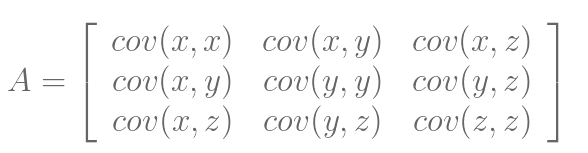 cov(x, x) cov(x, y) cov(x, z)
A = cov(x, y) cov(y, y) cov(y, z)
cov(x, z) cov(y, z) cov(z, z)